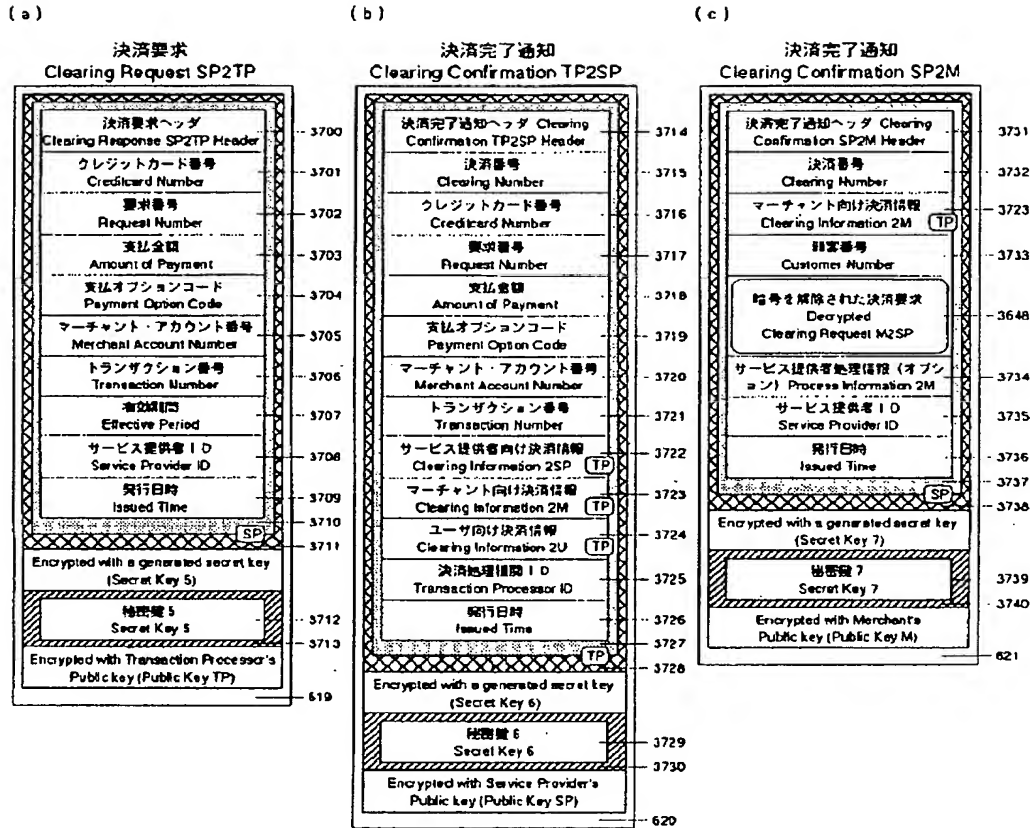 (a)
決済要求
Clearing Request SP2TP
決済要求ヘッダ
Clearing Response SP2TP Header
3700
クレジットカード番号
Creditcard Number
3701
要求番号
Request Number
3702
支払金額
Amount of Payment
3703
支払オプションコード
Payment Option Code
3704
マーチャント・アカウント番号
Merchant Account Number
3705
トランザクション番号
Transaction Number
3706
有効期間
Effective Period
3707
サービス提供者ID
Service Provider ID
3708
発行日時
Issued Time
3709
3710
SP
3711
Encrypted with a generated secret key
(Secret Key 5)
秘密鍵5
Secret Key 5
3712
3713
Encrypted with Transaction Processor's
Public key (Public Key TP)
619
(b)
決済完了通知
Clearing Confirmation TP2SP
決済完了通知ヘッダ Clearing
Confirmation TP2SP Header
3714
決済番号
Clearing Number
3715
クレジットカード番号
Creditcard Number
3716
要求番号
Request Number
3717
支払金額
Amount of Payment
3718
支払オプションコード
Payment Option Code
3719
マーチャント・アカウント番号
Merchant Account Number
3720
トランザクション番号
Transaction Number
3721
サービス提供者向け決済情報
Clearing Information 2SP
TP
3722
マーチャント向け決済情報
Clearing Information 2M
TP
3723
ユーザ向け決済情報
Clearing Information 2U
TP
3724
決済処理機関ID
Transaction Processor ID
3725
発行日時
Issued Time
3726
3727
TP
3728
Encrypted with a generated secret key
(Secret Key 6)
秘密鍵6
Secret Key 6
3729
3730
Encrypted with Service Provider's
Public key (Public Key SP)
620
(c)
決済完了通知
Clearing Confirmation SP2M
決済完了通知ヘッダ Clearing
Confirmation SP2M Header
3731
決済番号
Clearing Number
3732
マーチャント向け決済情報
Clearing Information 2M
TP
3723
顧客番号
Customer Number
3733
暗号を解除された決済要求
Decrypted
Clearing Request M2SP
3648
サービス提供者処理情報(オプシ
ョン) Process Information 2M
3734
サービス提供者ID
Service Provider ID
3735
発行日時
Issued Time
3736
3737
SP
3738
Encrypted with a generated secret key
(Secret Key 7)
秘密鍵7
Secret Key 7
3739
3740
Encrypted with Merchant's
Public key (Public Key M)
621